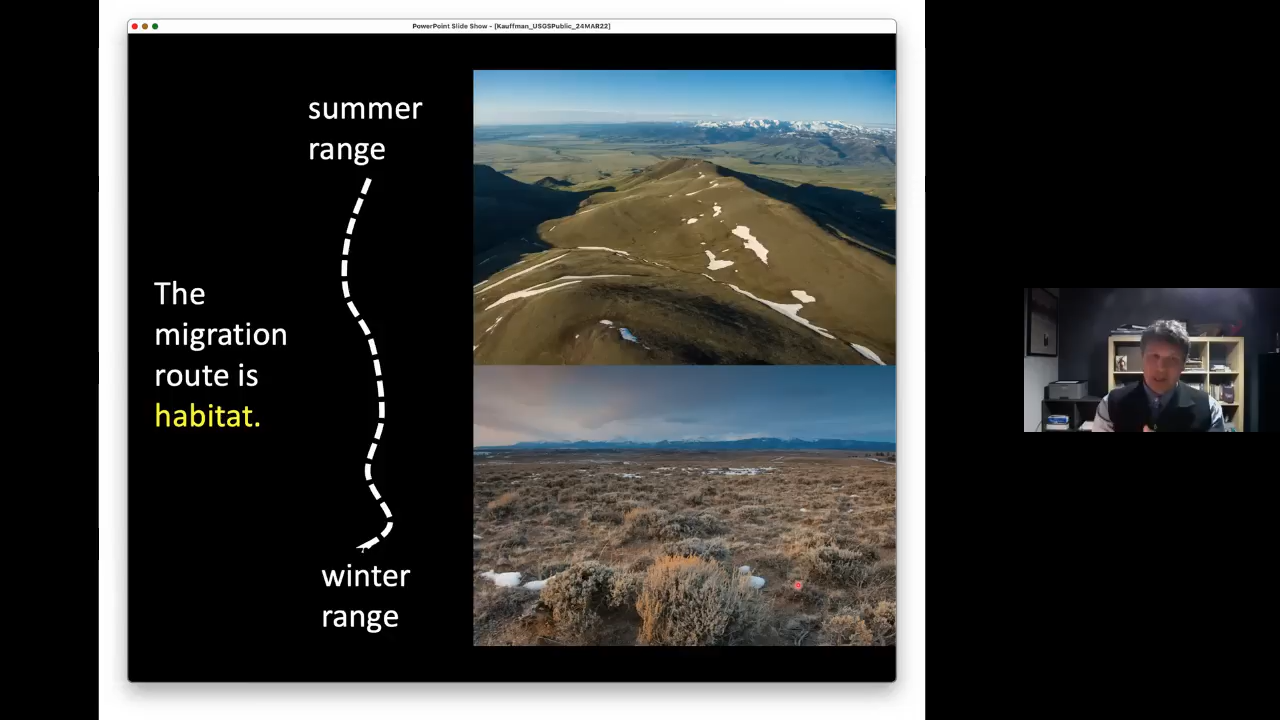 PowerPoint Slide Show - [Kauffman_USGSPublic_24MAR22]
summer
range
The
migration
route is
habitat.
winter
range